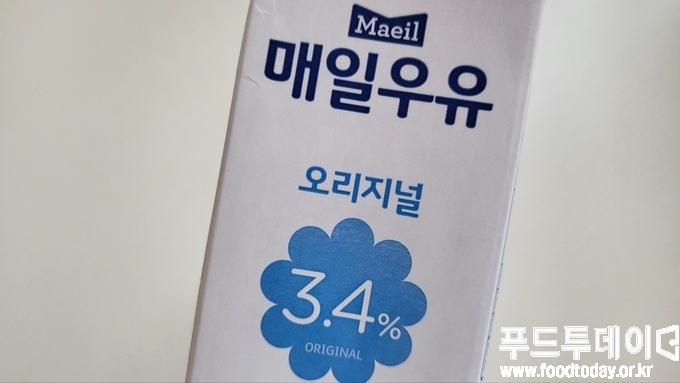 Maeil
매일우유
오리지널
3.4%
ORIGINAL
푸드투데이
www.foodtoday.or.kr